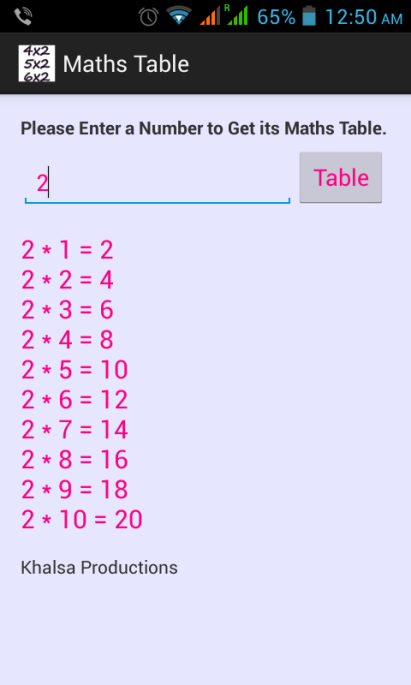 R 65% 12:50 AM
4x2
5x2
6x2
Maths Table
Please Enter a Number to Get its Maths Table.
2
Table
2 * 1 = 2
2 * 2 = 4
2 * 3 = 6
2 * 4 = 8
2 * 5 = 10
2 * 6 = 12
2 * 7 = 14
2 * 8 = 16
2 * 9 = 18
2 * 10 = 20
Khalsa Productions